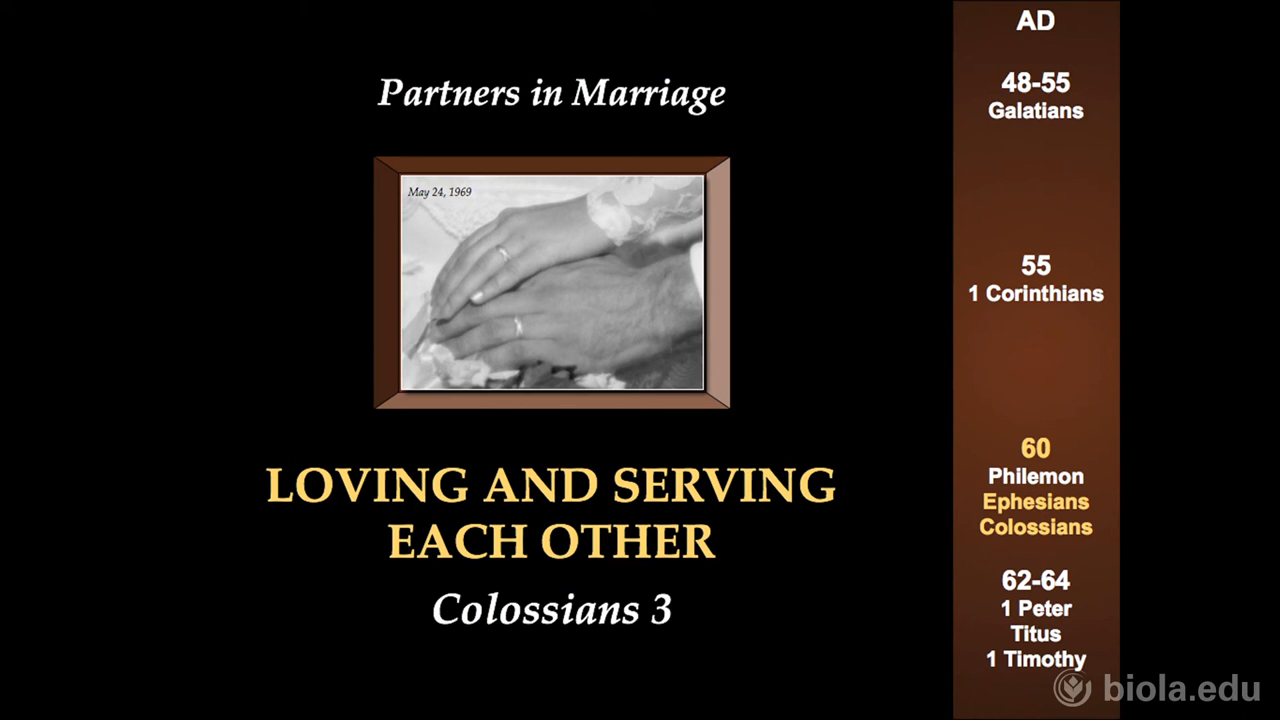 Partners in Marriage
May 24, 1969
LOVING AND SERVING
EACH OTHER
Colossians 3
AD
48-55
Galatians
55
1 Corinthians
60
Philemon
Ephesians
Colossians
62-64
1 Peter
Titus
1 Timothy
biola.edu